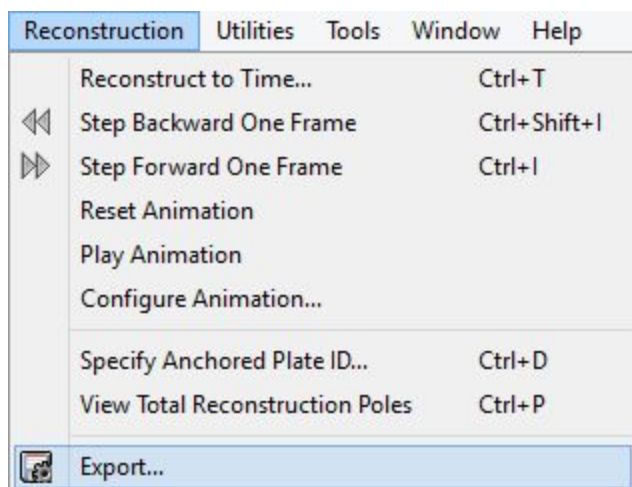 Reconstruction Utilities Tools Window Help
Reconstruct to Time... Ctrl+T
Step Backward One Frame Ctrl+Shift+I
Step Forward One Frame Ctrl+I
Reset Animation
Play Animation
Configure Animation...
Specify Anchored Plate ID... Ctrl+D
View Total Reconstruction Poles Ctrl+P
Export...